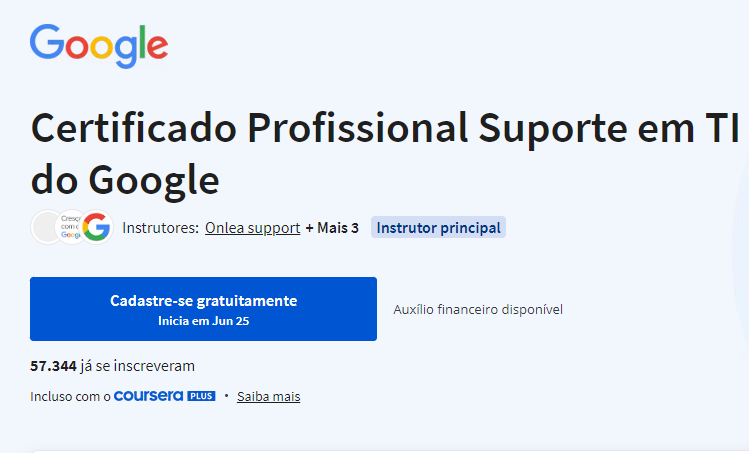 Google
Certificado Profissional Suporte em TI
do Google
Cresç
com o
Googl
G
Instrutores: Onlea support + Mais 3 Instrutor principal
Cadastre-se gratuitamente
Inicia em Jun 25
Auxílio financeiro disponível
57.344 já se inscreveram
Incluso com o coursera PLUS • Saiba mais